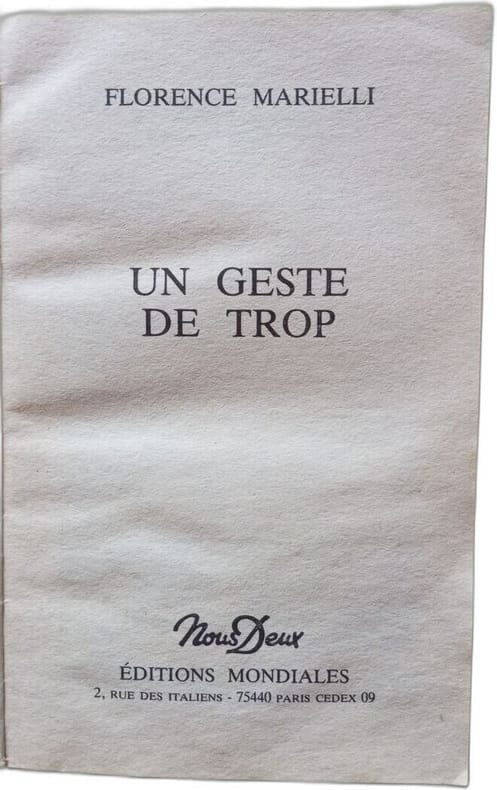 FLORENCE MARIELLI
UN GESTE
DE TROP
Nous Deux
ÉDITIONS MONDIALES
2, RUE DES ITALIENS - 75440 PARIS CEDEX 09